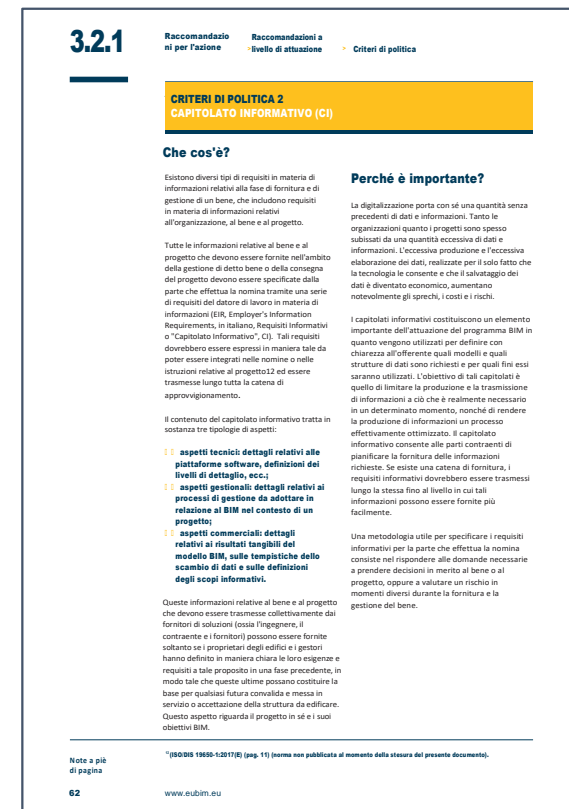 3.2.1
Raccomandazio
ni per l'azione
Raccomandazioni a
>livello di attuazione
> Criteri di politica
CRITERI DI POLITICA 2
CAPITOLATO INFORMATIVO (CI)
Che cos'è?
Esistono diversi tipi di requisiti in materia di
informazioni relativi alla fase di fornitura e di
gestione di un bene, che includono requisiti
in materia di informazioni relativi
all'organizzazione, al bene e al progetto.
Tutte le informazioni relative al bene e al
progetto che devono essere fornite nell'ambito
della gestione di detto bene o della consegna
del progetto devono essere specificate dalla
parte che effettua la nomina tramite una serie
di requisiti del datore di lavoro in materia di
informazioni (EIR, Employer's Information
Requirements, in italiano, Requisiti Informativi
o "Capitolato Informativo", CI). Tali requisiti
dovrebbero essere espressi in maniera tale da
poter essere integrati nelle nomine o nelle
istruzioni relative al progetto12 ed essere
trasmesse lungo tutta la catena di
approvvigionamento.
Il contenuto del capitolato informativo tratta in
sostanza tre tipologie di aspetti:
aspetti tecnici: dettagli relativi alle
piattaforme software, definizioni dei
livelli di dettaglio, ecc.;
aspetti gestionali: dettagli relativi ai
processi di gestione da adottare in
relazione al BIM nel contesto di un
progetto;
aspetti commerciali: dettagli
relativi ai risultati tangibili del
modello BIM, sulle tempistiche dello
scambio di dati e sulle definizioni
degli scopi informativi.
Queste informazioni relative al bene e al progetto
che devono essere trasmesse collettivamente dai
fornitori di soluzioni (ossia l'ingegnere, il
contraente e i fornitori) possono essere fornite
soltanto se i proprietari degli edifici e i gestori
hanno definito in maniera chiara le loro esigenze e
requisiti a tale proposito in una fase precedente, in
modo tale che queste ultime possano costituire la
base per qualsiasi futura convalida e messa in
servizio o accettazione della struttura da edificare.
Questo aspetto riguarda il progetto in sé e i suoi
obiettivi BIM.
Perché è importante?
La digitalizzazione porta con sé una quantità senza
precedenti di dati e informazioni. Tanto le
organizzazioni quanto i progetti sono spesso
subissati da una quantità eccessiva di dati e
informazioni. L'eccessiva produzione e l'eccessiva
elaborazione dei dati, realizzate per il solo fatto che
la tecnologia le consente e che il salvataggio dei
dati è diventato economico, aumentano
notevolmente gli sprechi, i costi e i rischi.
I capitolati informativi costituiscono un elemento
importante dell'attuazione del programma BIM in
quanto vengono utilizzati per definire con
chiarezza all'offerente quali modelli e quali
strutture di dati sono richiesti e per quali fini essi
saranno utilizzati. L'obiettivo di tali capitolati è
quello di limitare la produzione e la trasmissione
di informazioni a ciò che è realmente necessario
in un determinato momento, nonché di rendere
la produzione di informazioni un processo
effettivamente ottimizzato. Il capitolato
informativo consente alle parti contraenti di
pianificare la fornitura delle informazioni
richieste. Se esiste una catena di fornitura, i
requisiti informativi dovrebbero essere trasmessi
lungo la stessa fino al livello in cui tali
informazioni possono essere fornite più
facilmente.
Una metodologia utile per specificare i requisiti
informativi per la parte che effettua la nomina
consiste nel rispondere alle domande necessarie
a prendere decisioni in merito al bene o al
progetto, oppure a valutare un rischio in
momenti diversi durante la fornitura e la
gestione del bene.
Note a piè
di pagina
12(ISO/DIS 19650-1:2017(E) (pag. 11) (norma non pubblicata al momento della stesura del presente documento).
62
www.eubim.eu